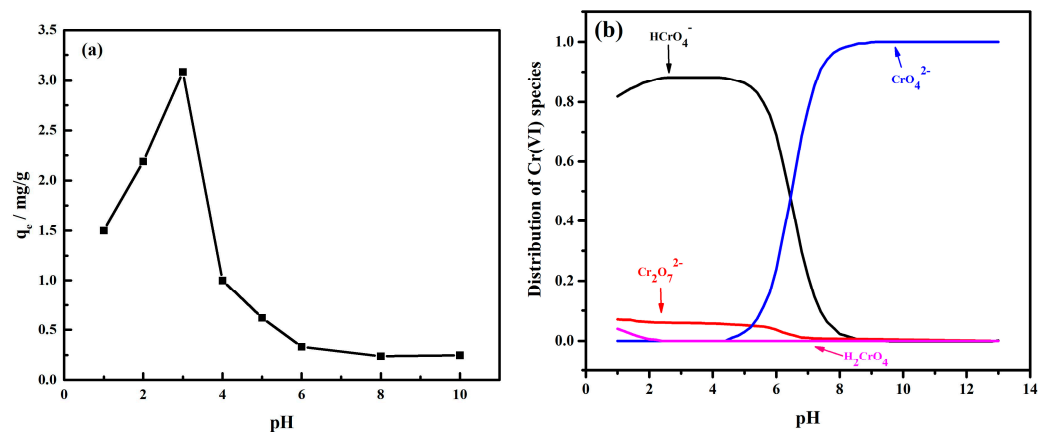 (a)
3.5
3.0
2.5
2.0
1.5
1.0
0.5
0.0
0 2 4 6 8 10
pH
qe / mg/g
(b)
HCrO4-
CrO42-
Cr2O72-
H2CrO4
1.0
0.8
0.6
0.4
0.2
0.0
0 2 4 6 8 10 12 14
pH
Distribution of Cr(VI) species